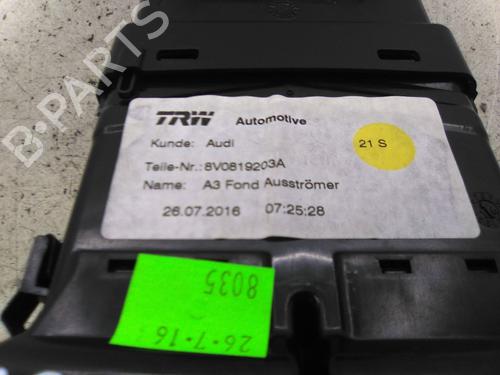 TRW Automotive
Kunde: Audi
21 S
Teile-Nr.: 8V0819203A
Name: A3 Fond Ausströmer
26.07.2016 07:25:28
8035
26-7-16
B-PARTS